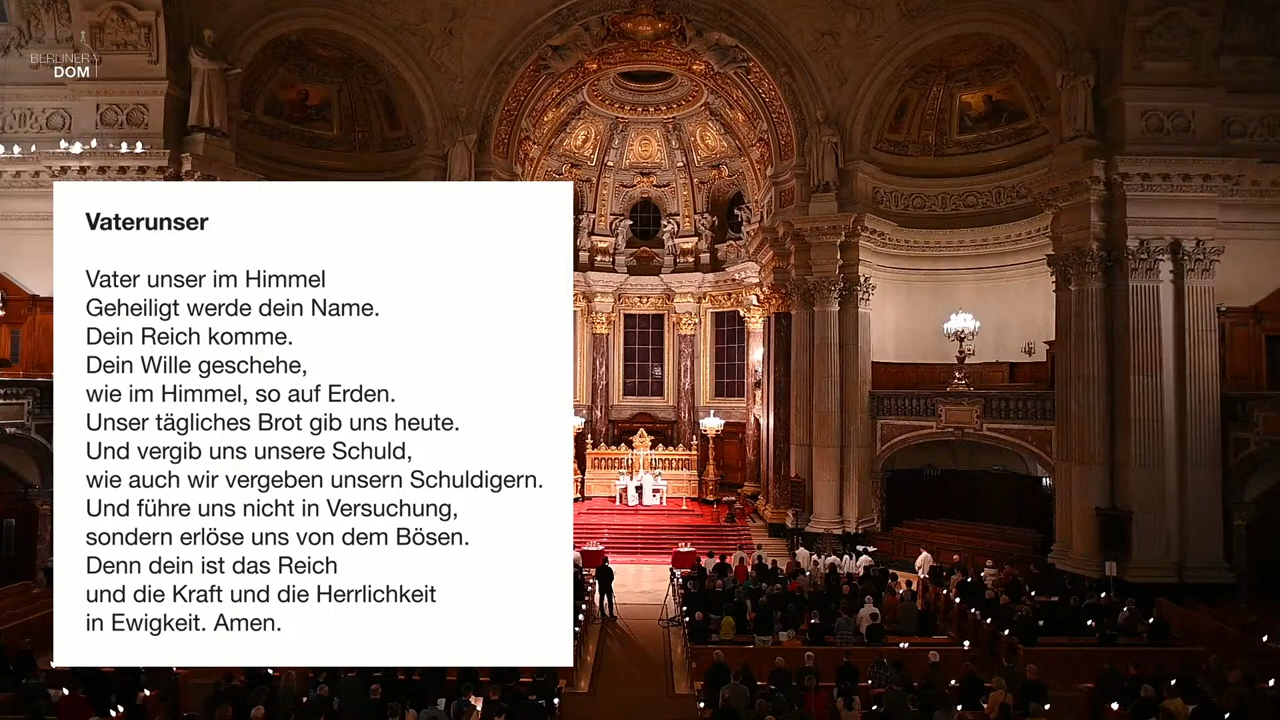 BERLINER
DOM
Vaterunser
Vater unser im Himmel
Geheiligt werde dein Name.
Dein Reich komme.
Dein Wille geschehe,
wie im Himmel, so auf Erden.
Unser tägliches Brot gib uns heute.
Und vergib uns unsere Schuld,
wie auch wir vergeben unsern Schuldigern.
Und führe uns nicht in Versuchung,
sondern erlöse uns von dem Bösen.
Denn dein ist das Reich
und die Kraft und die Herrlichkeit
in Ewigkeit. Amen.